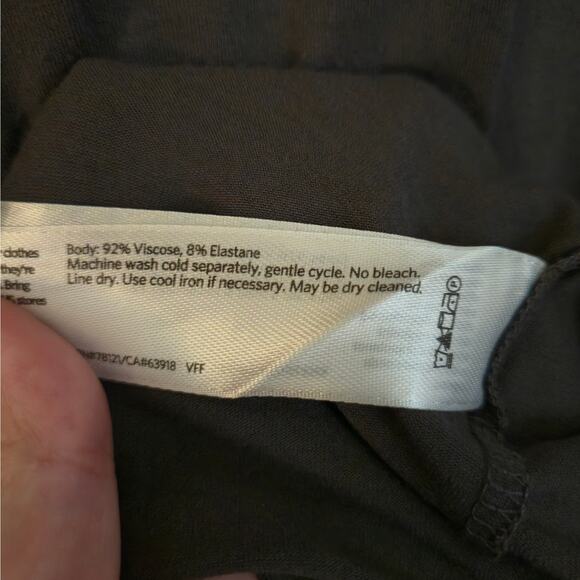 clothes
they're
Bring
stores
Body: 92% Viscose, 8% Elastane
Machine wash cold separately, gentle cycle. No bleach.
Line dry. Use cool iron if necessary. May be dry cleaned.
#78121/CA#63918 VFF
P